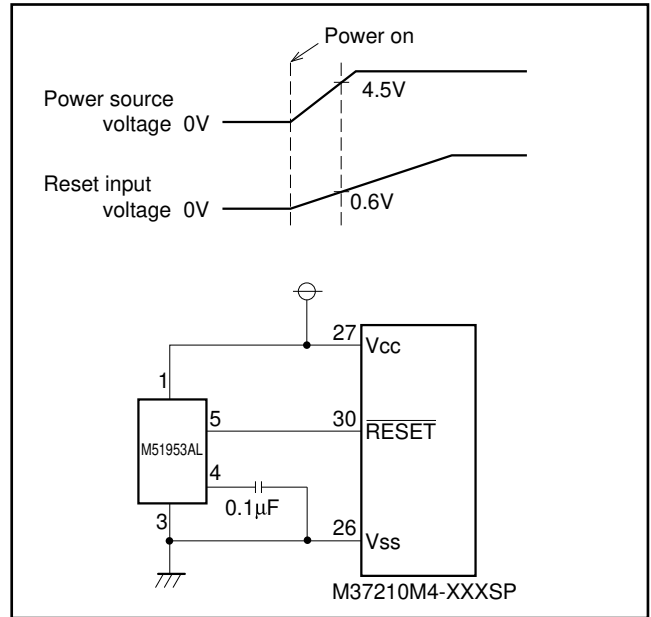 Power on
4.5V
Power source
voltage 0V
Reset input
voltage 0V
0.6V
27
Vcc
1
5
30
RESET
M51953AL
4
0.1μF
3
26
Vss
M37210M4-XXXSP